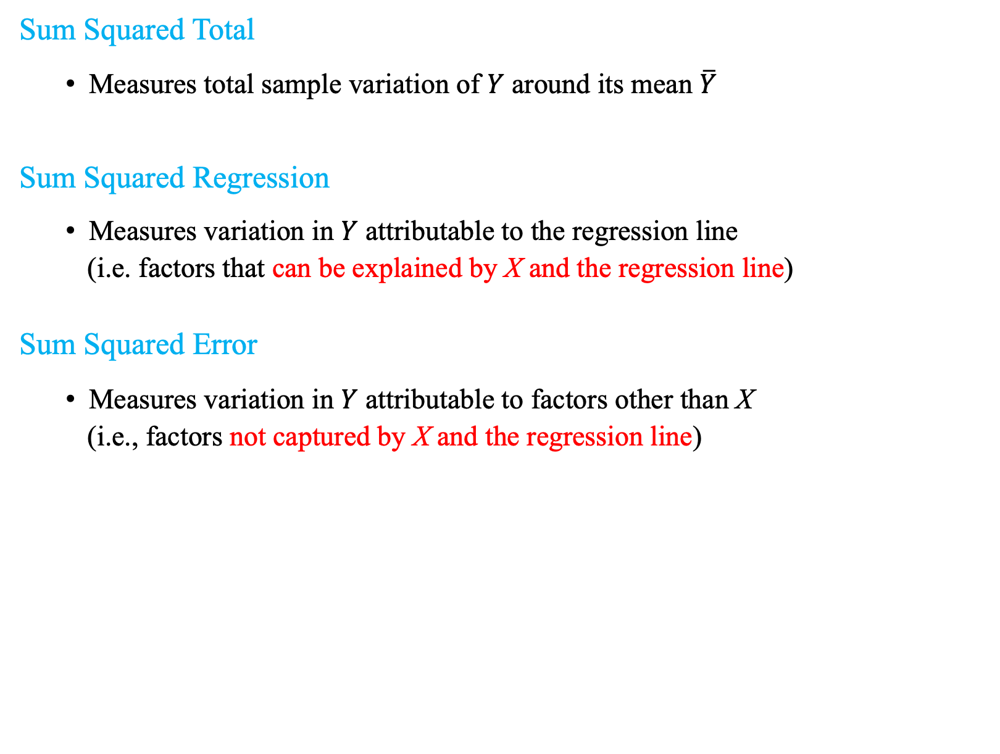 Sum Squared Total
• Measures total sample variation of Y around its mean Ȳ
Sum Squared Regression
• Measures variation in Y attributable to the regression line
(i.e. factors that can be explained by X and the regression line)
Sum Squared Error
• Measures variation in Y attributable to factors other than X
(i.e., factors not captured by X and the regression line)